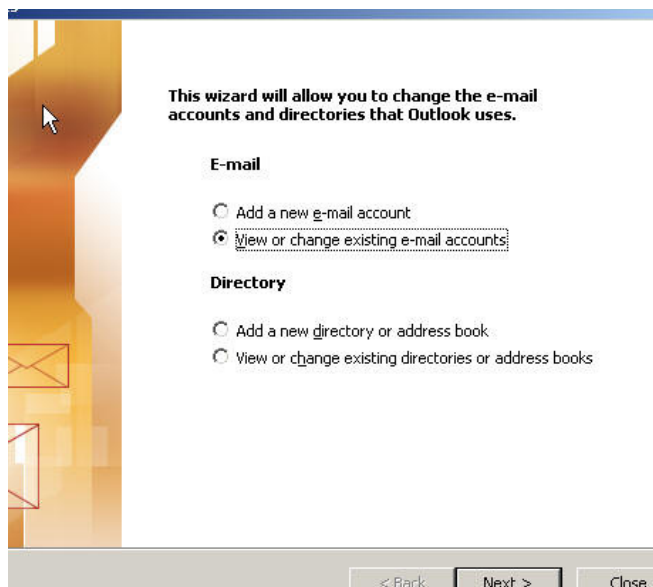 This wizard will allow you to change the e-mail
accounts and directories that Outlook uses.
E-mail
Add a new e-mail account
View or change existing e-mail accounts
Directory
Add a new directory or address book
View or change existing directories or address books
< Back
Next >
Close